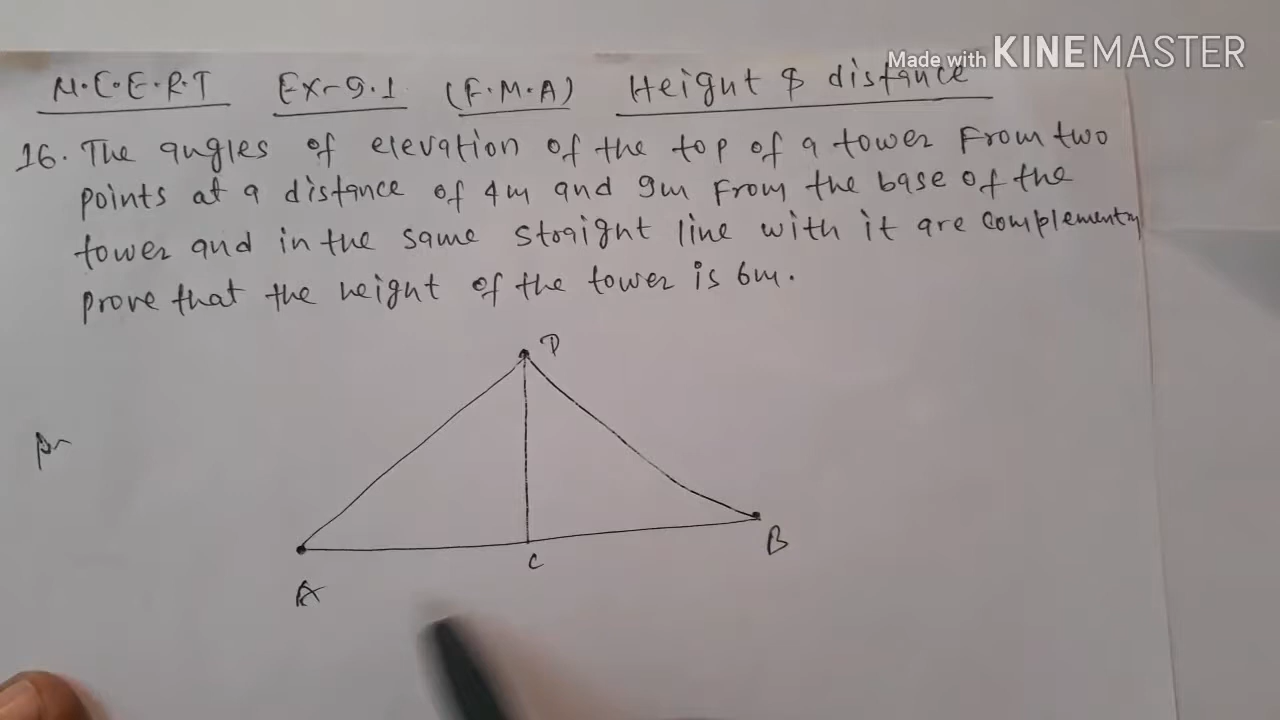 Made with KINEMASTER
N.C.E.R.T Ex-9.1 (F.M.A) Height & distance
16. The angles of elevation of the top of a tower From two
points at a distance of 4m and 9m From the base of the
tower and in the same straight line with it are complementry
prove that the height of the tower is 6m.
D
A
C
B